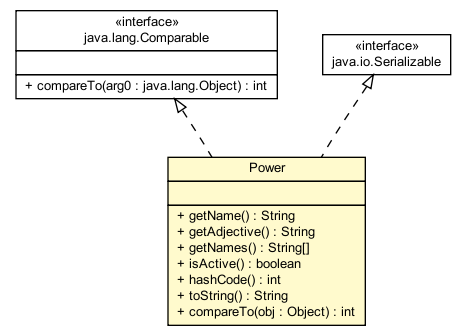 «interface»
java.lang.Comparable
+ compareTo(arg0 : java.lang.Object) : int
«interface»
java.io.Serializable
Power
+ getName() : String
+ getAdjective() : String
+ getNames() : String[]
+ isActive() : boolean
+ hashCode() : int
+ toString() : String
+ compareTo(obj : Object) : int